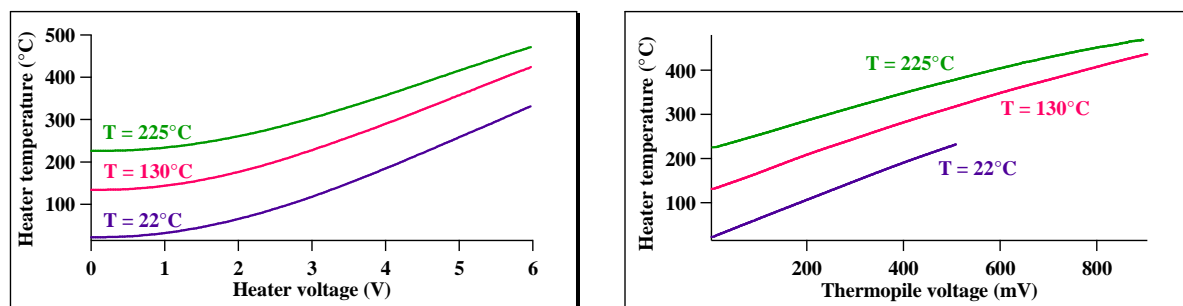 500
400
300
200
100
Heater temperature (°C)
T = 225°C
T = 130°C
T = 22°C
0 1 2 3 4 5 6
Heater voltage (V)
400
300
200
100
Heater temperature (°C)
T = 225°C
T = 130°C
T = 22°C
200 400 600 800
Thermopile voltage (mV)